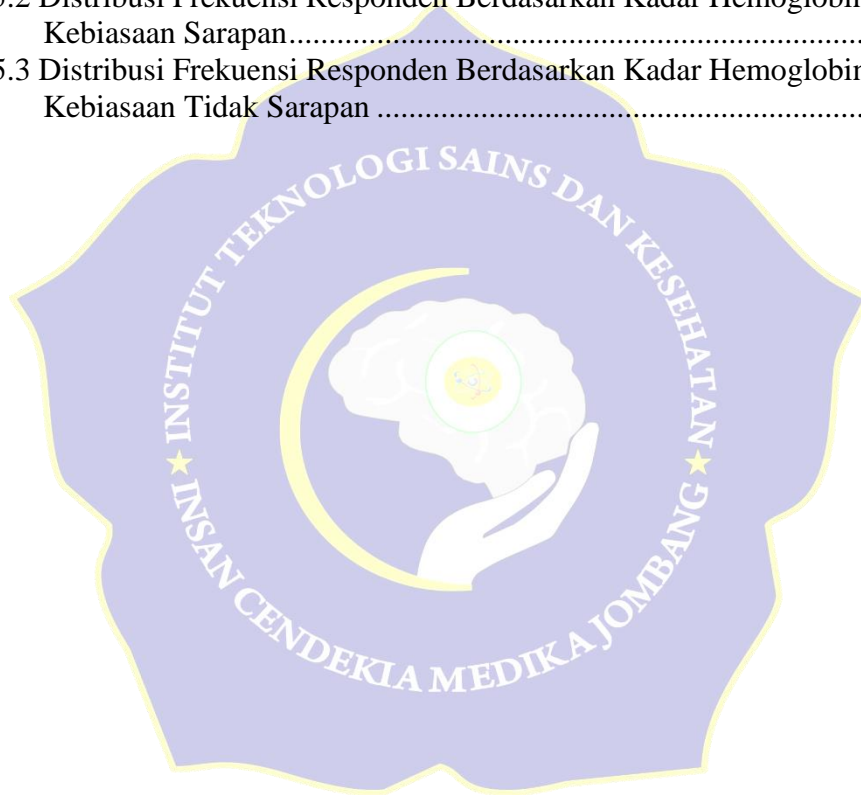 5.2 Distribusi Frekuensi Responden Berdasarkan Kadar Hemoglobin
Kebiasaan Sarapan.......................................................................
5.3 Distribusi Frekuensi Responden Berdasarkan Kadar Hemoglobin
Kebiasaan Tidak Sarapan ............................................................
INSTITUT TEKNOLOGI SAINS DAN KESEHATAN
INSAN CENDEKIA MEDIKA JOMBANG